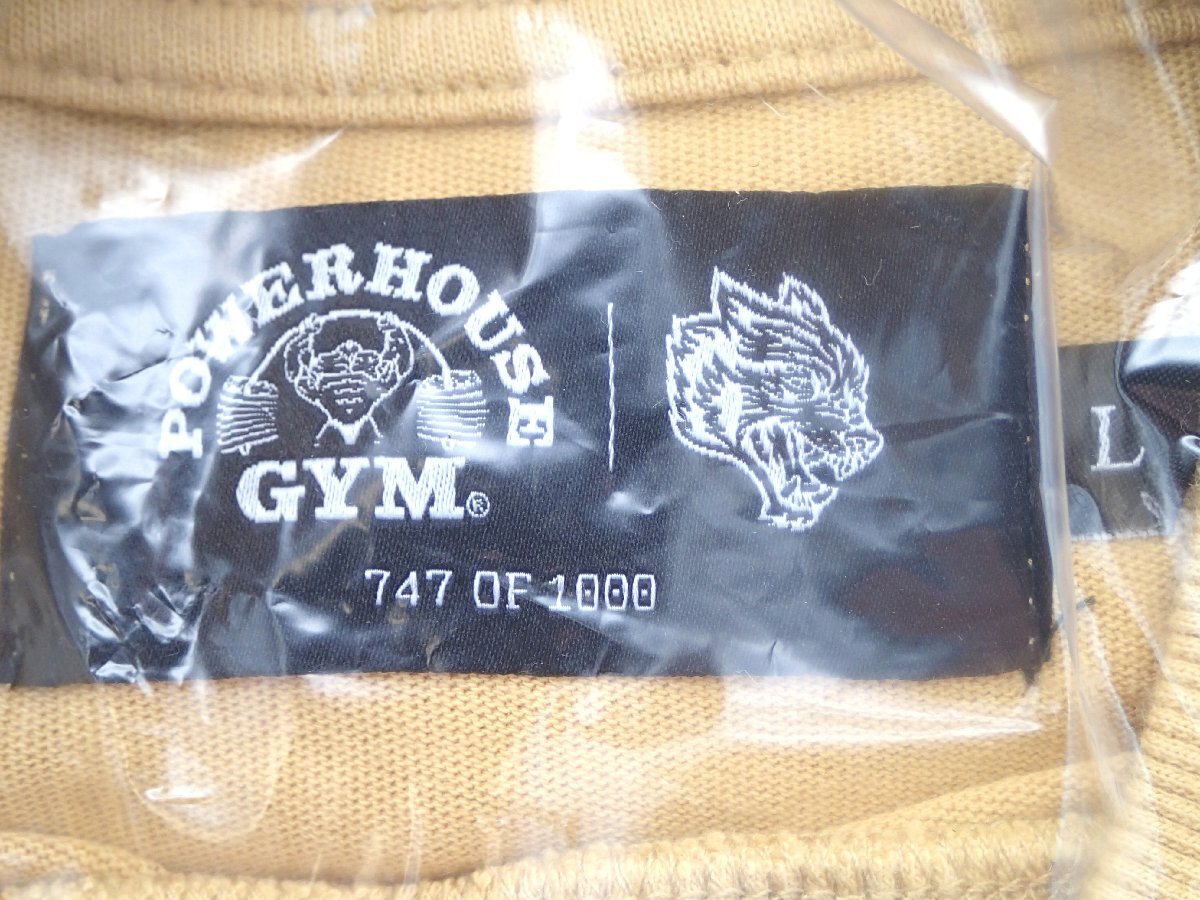 POWERHOUSE
GYM®
747 OF 1000
L